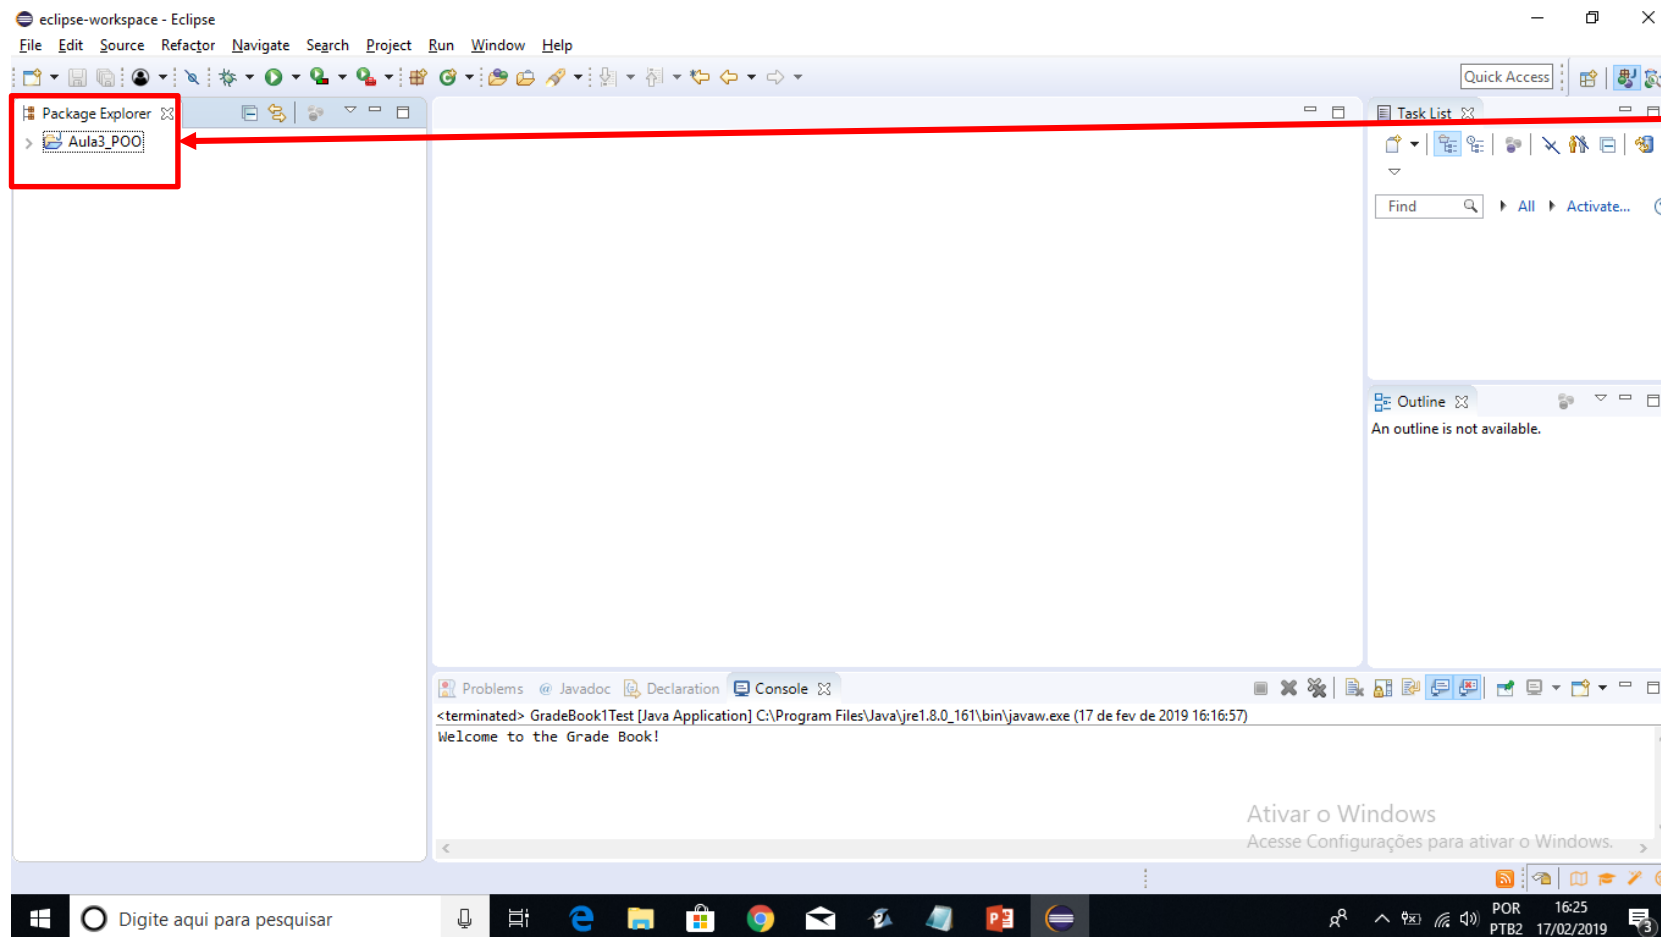 eclipse-workspace - Eclipse
File Edit Source Refactor Navigate Search Project Run Window Help
Quick Access
Package Explorer
Aula3_POO
Task List
Find All Activate...
Outline
An outline is not available.
Problems Javadoc Declaration Console
<terminated> GradeBook1Test [Java Application] C:\Program Files\Java\jre1.8.0_161\bin\javaw.exe (17 de fev de 2019 16:16:57)
Welcome to the Grade Book!
Ativar o Windows
Acesse Configurações para ativar o Windows.
Digite aqui para pesquisar
POR 16:25
PTB2 17/02/2019
3